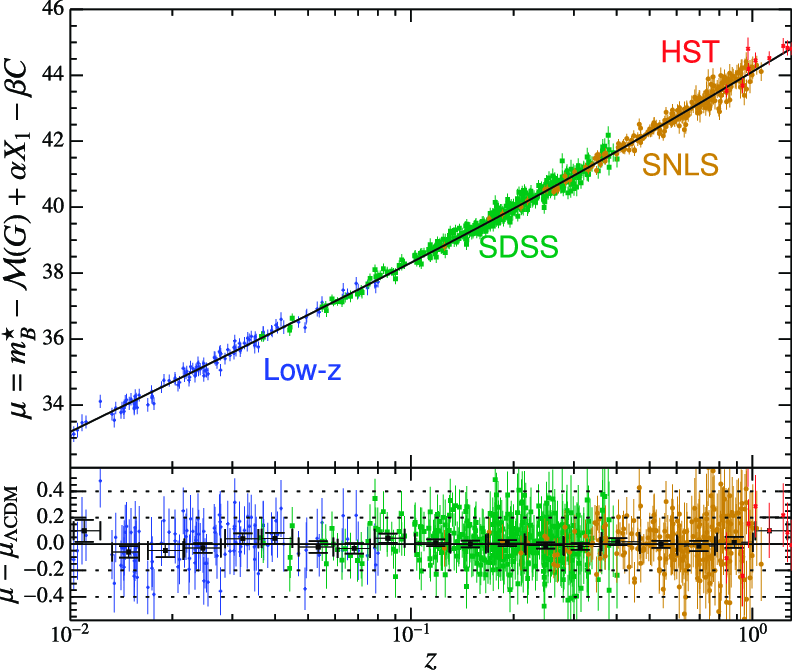 46
44
42
40
38
36
34
μ = m★B − M(G) + αX1 − βC
HST
SNLS
SDSS
Low-z
0.4
0.2
0.0
−0.2
−0.4
μ − μΛCDM
10−2
10−1
100
z